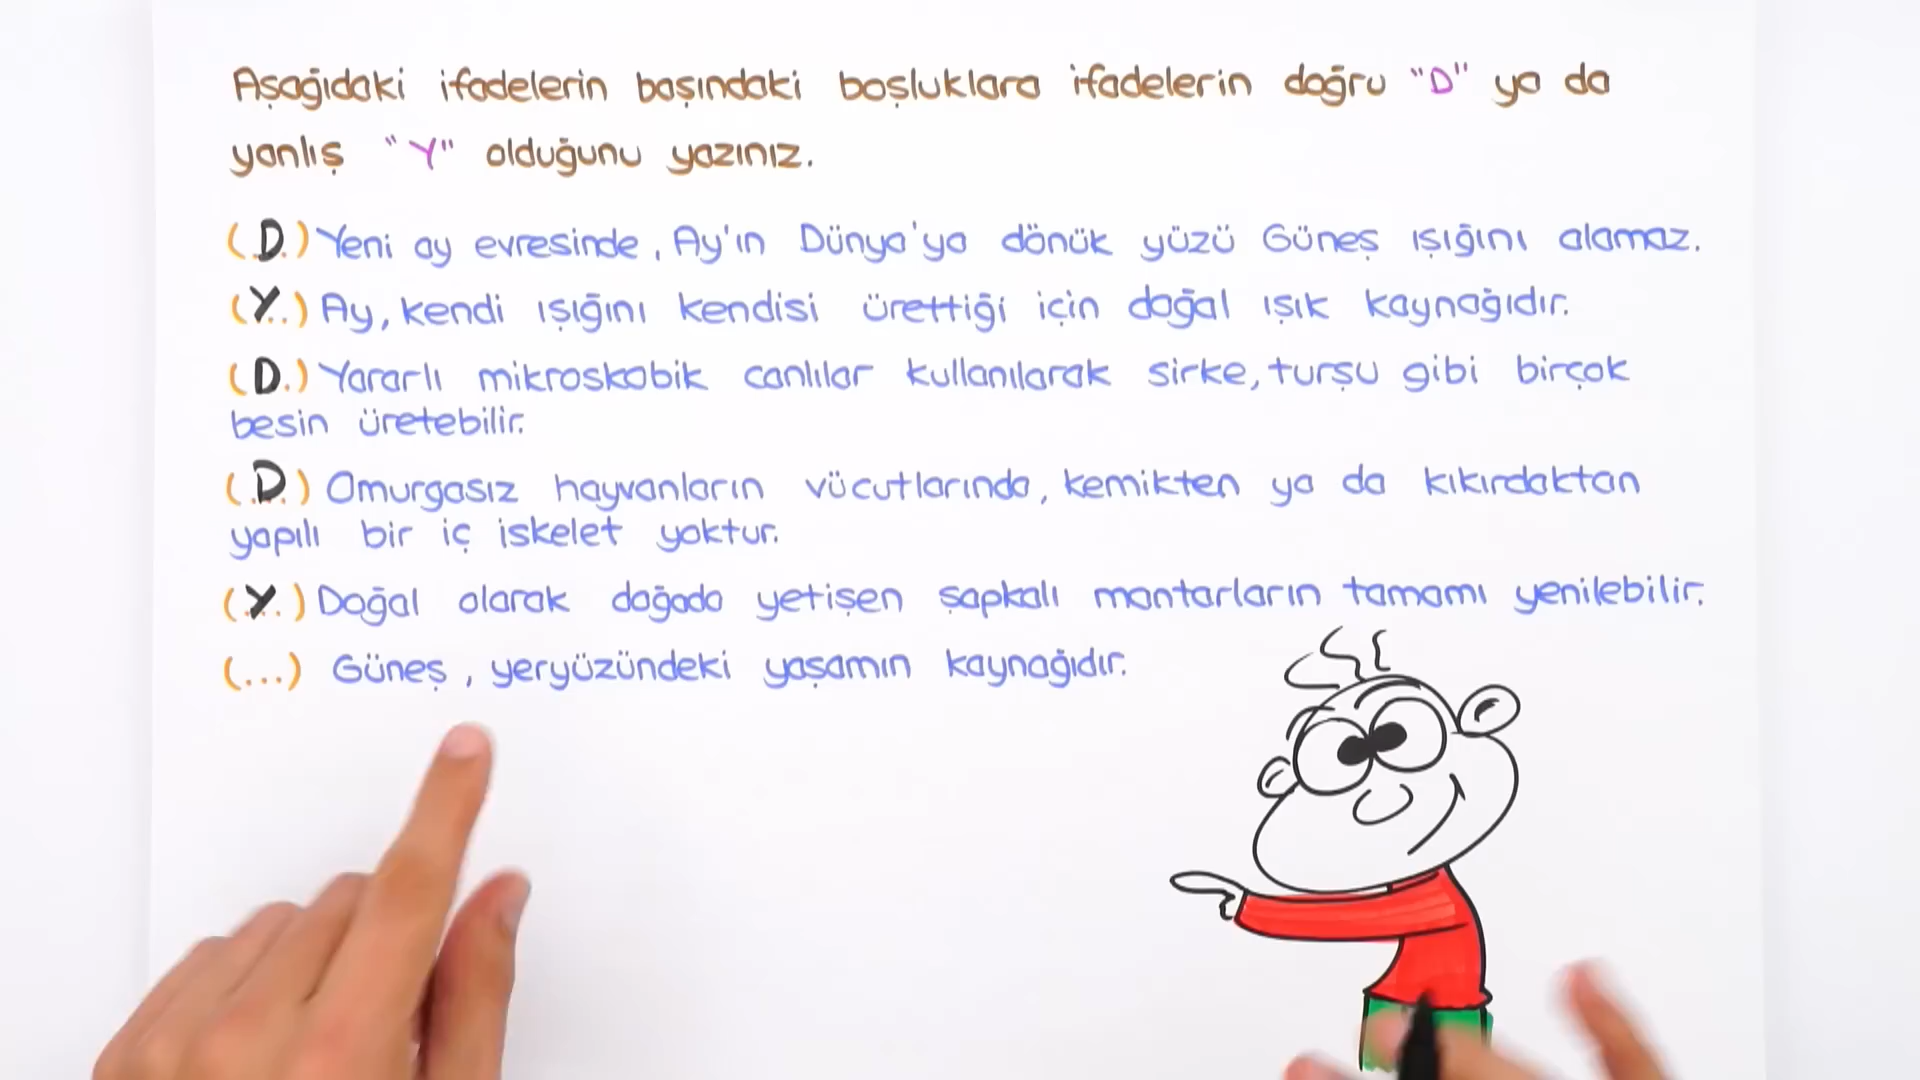 Aşağıdaki ifadelerin başındaki boşluklara ifadelerin doğru "D" ya da
yanlış "Y" olduğunu yazınız.
(D.) Yeni ay evresinde, Ay'ın Dünya'ya dönük yüzü Güneş ışığını alamaz.
(Y..) Ay, kendi ışığını kendisi ürettiği için doğal ışık kaynağıdır.
(D.) Yararlı mikroskobik canlılar kullanılarak sirke, turşu gibi birçok
besin üretebilir.
(.D.) Omurgasız hayvanların vücutlarında, kemikten ya da kıkırdaktan
yapılı bir iç iskelet yoktur.
(.Y.) Doğal olarak doğada yetişen şapkalı mantarların tamamı yenilebilir.
(...) Güneş, yeryüzündeki yaşamın kaynağıdır.